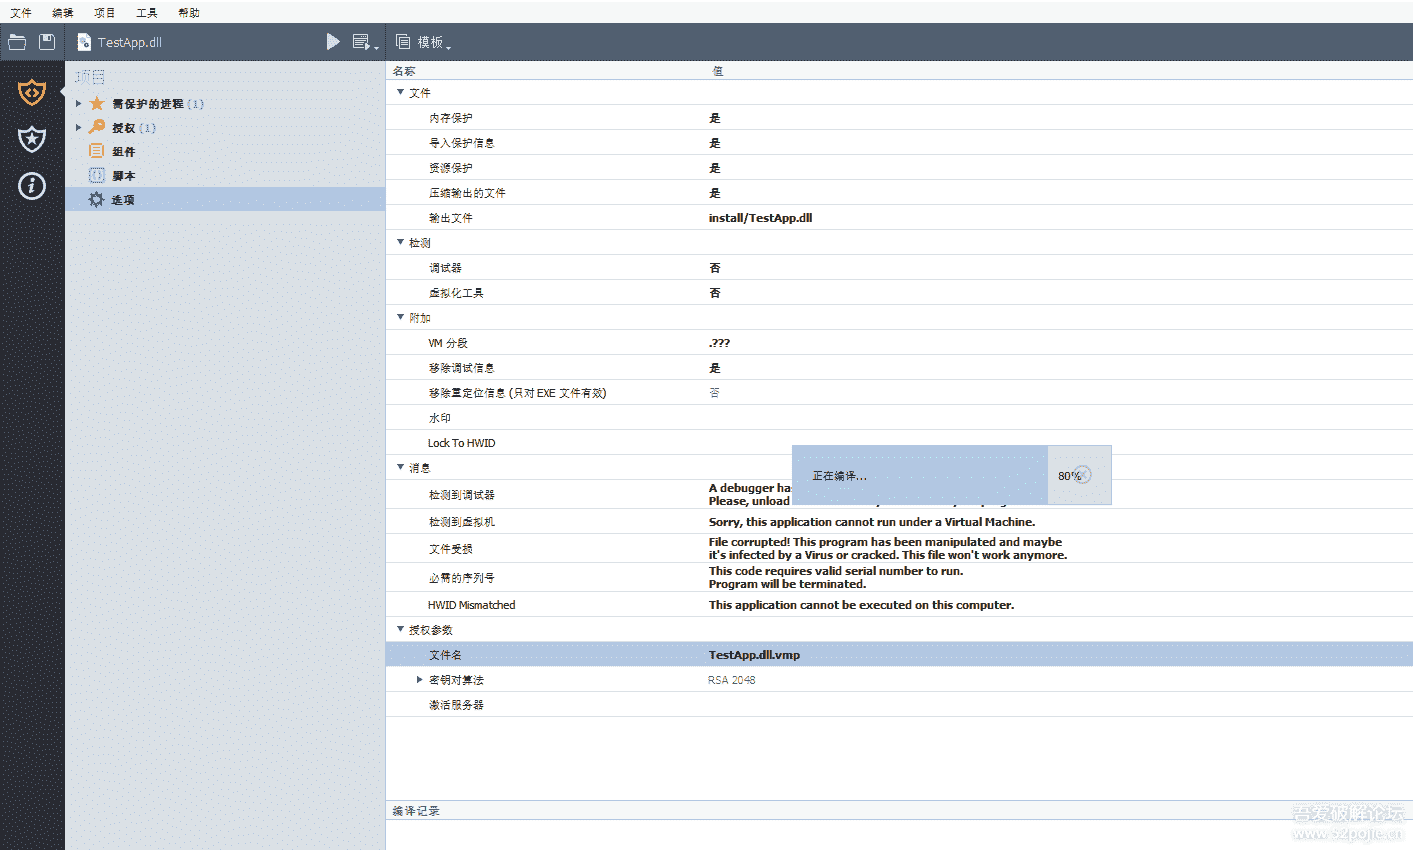 文件 编辑 项目 工具 帮助
TestApp.dll 模板
项目
需保护的进程 (1)
授权 (1)
组件
脚本
选项
名称 值
文件
内存保护 是
导入保护信息 是
资源保护 是
压缩输出的文件 是
输出文件 install/TestApp.dll
检测
调试器 否
虚拟化工具 否
附加
VM 分段 .???
移除调试信息 是
移除重定位信息 (只对 EXE 文件有效) 否
水印
Lock To HWID
消息
正在编译... 80%
检测到调试器 A debugger has
Please, unload
检测到虚拟机 Sorry, this application cannot run under a Virtual Machine.
文件受损 File corrupted! This program has been manipulated and maybe
it's infected by a Virus or cracked. This file won't work anymore.
必需的序列号 This code requires valid serial number to run.
Program will be terminated.
HWID Mismatched This application cannot be executed on this computer.
授权参数
文件名 TestApp.dll.vmp
密钥对算法 RSA 2048
激活服务器
编译记录
吾爱破解论坛
www.52pojie.cn